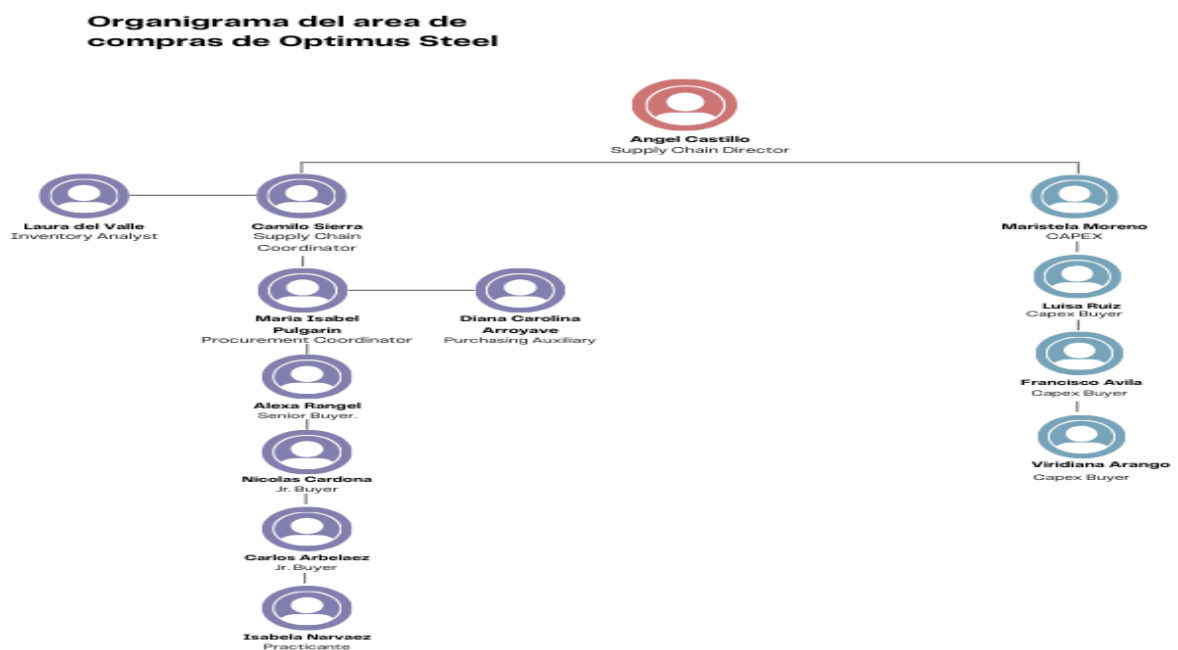 Organigrama del area de
compras de Optimus Steel
Angel Castillo
Supply Chain Director
Laura del Valle
Inventory Analyst
Camilo Sierra
Supply Chain
Coordinator
Maristela Moreno
CAPEX
Maria Isabel
Pulgarin
Procurement Coordinator
Diana Carolina
Arroyave
Purchasing Auxiliary
Luisa Ruiz
Capex Buyer
Alexa Rangel
Senior Buyer.
Francisco Avila
Capex Buyer
Nicolas Cardona
Jr. Buyer
Viridiana Arango
Capex Buyer
Carlos Arbelaez
Jr. Buyer
Isabela Narvaez
Practicante